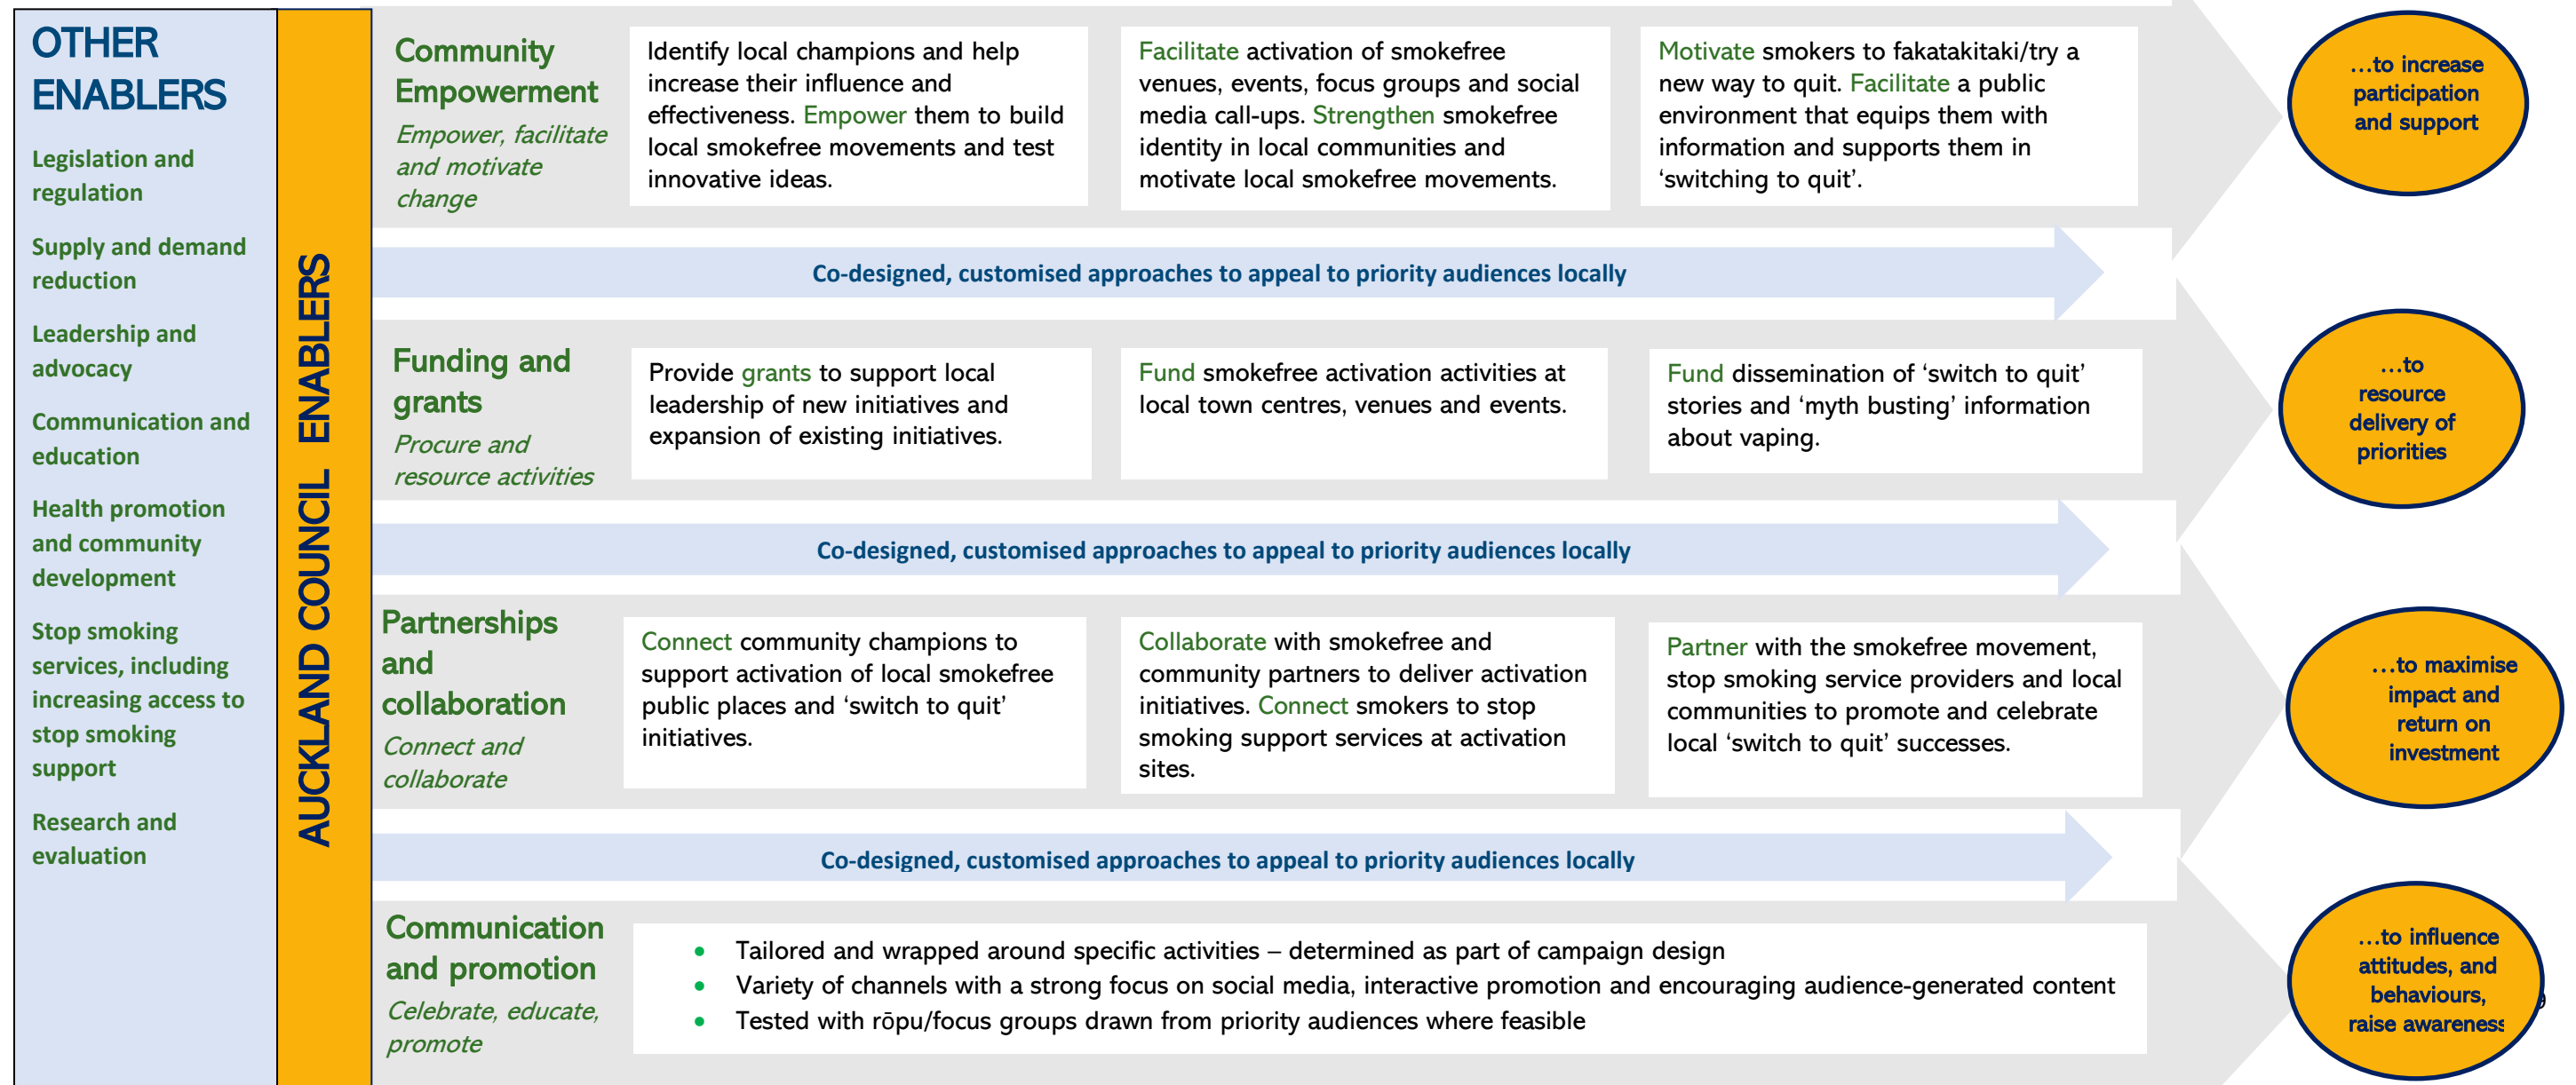 OTHER
ENABLERS
Legislation and
regulation
Supply and demand
reduction
Leadership and
advocacy
Communication and
education
Health promotion
and community
development
Stop smoking
services, including
increasing access to
stop smoking
support
Research and
evaluation
AUCKLAND COUNCIL ENABLERS
Community
Empowerment
Empower, facilitate
and motivate
change
Identify local champions and help
increase their influence and
effectiveness. Empower them to build
local smokefree movements and test
innovative ideas.
Facilitate activation of smokefree
venues, events, focus groups and social
media call-ups. Strengthen smokefree
identity in local communities and
motivate local smokefree movements.
Motivate smokers to fakatakitaki/try a
new way to quit. Facilitate a public
environment that equips them with
information and supports them in
‘switching to quit’.
…to increase
participation
and support
Co-designed, customised approaches to appeal to priority audiences locally
Funding and
grants
Procure and
resource activities
Provide grants to support local
leadership of new initiatives and
expansion of existing initiatives.
Fund smokefree activation activities at
local town centres, venues and events.
Fund dissemination of ‘switch to quit’
stories and ‘myth busting’ information
about vaping.
…to
resource
delivery of
priorities
Co-designed, customised approaches to appeal to priority audiences locally
Partnerships
and
collaboration
Connect and
collaborate
Connect community champions to
support activation of local smokefree
public places and ‘switch to quit’
initiatives.
Collaborate with smokefree and
community partners to deliver activation
initiatives. Connect smokers to stop
smoking support services at activation
sites.
Partner with the smokefree movement,
stop smoking service providers and local
communities to promote and celebrate
local ‘switch to quit’ successes.
…to maximise
impact and
return on
investment
Co-designed, customised approaches to appeal to priority audiences locally
Communication
and promotion
Celebrate, educate,
promote
• Tailored and wrapped around specific activities – determined as part of campaign design
• Variety of channels with a strong focus on social media, interactive promotion and encouraging audience-generated content
• Tested with rōpu/focus groups drawn from priority audiences where feasible
…to influence
attitudes, and
behaviours,
raise awareness